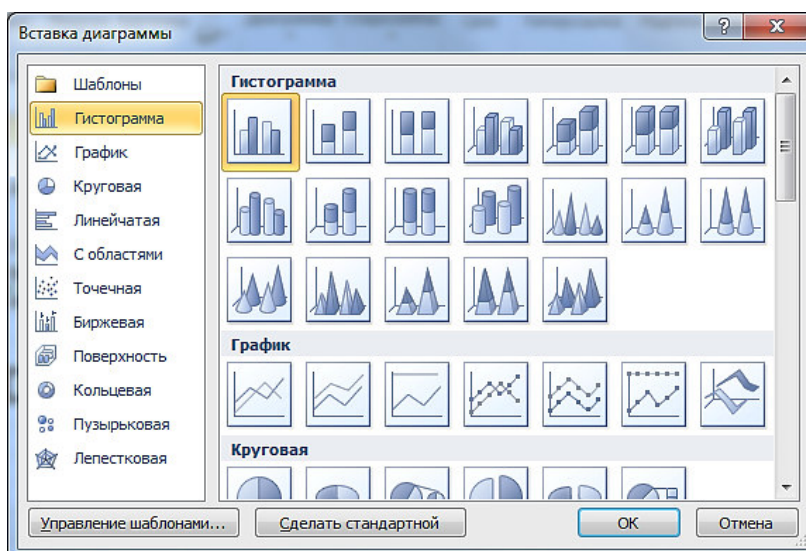 Вставка диаграммы
Шаблоны
Гистограмма
График
Круговая
Линейчатая
С областями
Точечная
Биржевая
Поверхность
Кольцевая
Пузырьковая
Лепестковая
Гистограмма
График
Круговая
Управление шаблонами...
Сделать стандартной
ОК
Отмена